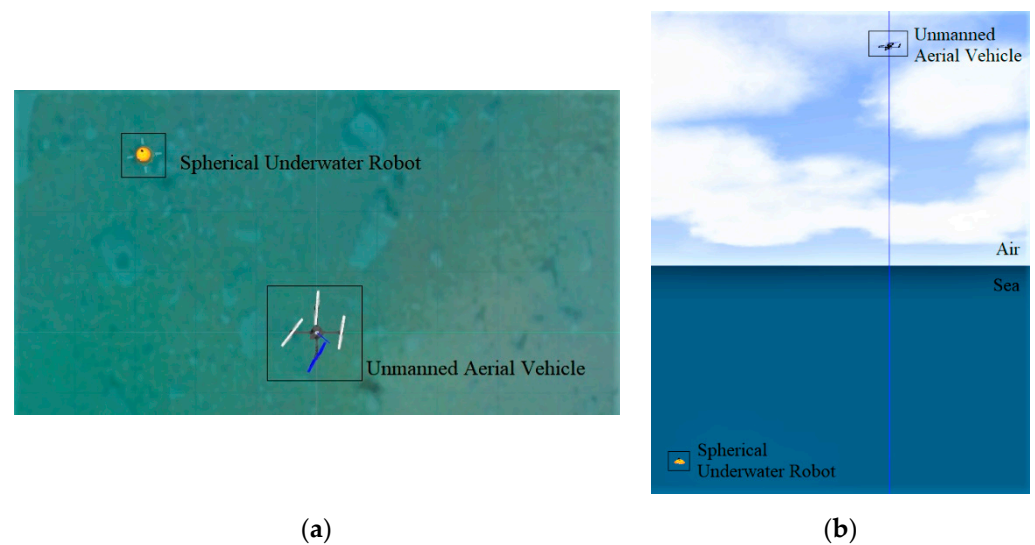 Spherical Underwater Robot
Unmanned Aerial Vehicle
(a)
Unmanned
Aerial Vehicle
Air
Sea
Spherical
Underwater Robot
(b)